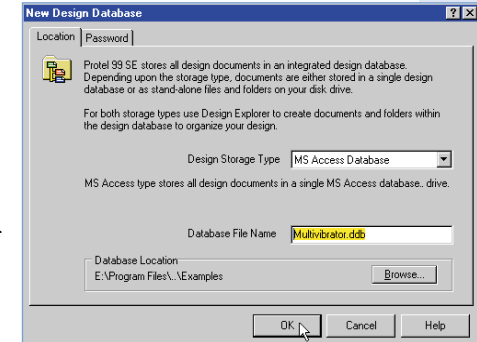 New Design Database
Location Password
Protel 99 SE stores all design documents in an integrated design database.
Depending upon the storage type, documents are either stored in a single design
database or as stand-alone files and folders on your disk drive.
For both storage types use Design Explorer to create documents and folders within
the design database to organize your design.
Design Storage Type MS Access Database
MS Access type stores all design documents in a single MS Access database.. drive.
Database File Name Multivibrator.ddb
Database Location
E:\Program Files\..\Examples Browse...
OK Cancel Help